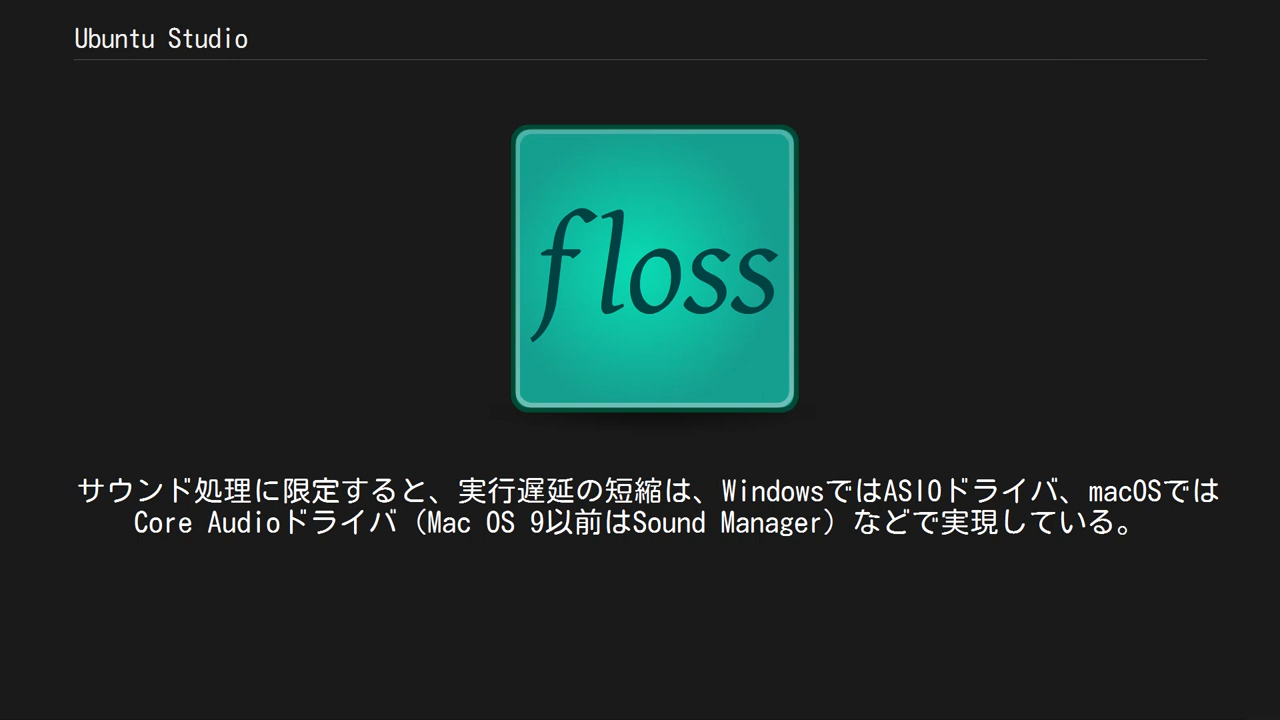 Ubuntu Studio
floss
サウンド処理に限定すると、実行遅延の短縮は、WindowsではASIOドライバ、macOSでは
Core Audioドライバ（Mac OS 9以前はSound Manager）などで実現している。